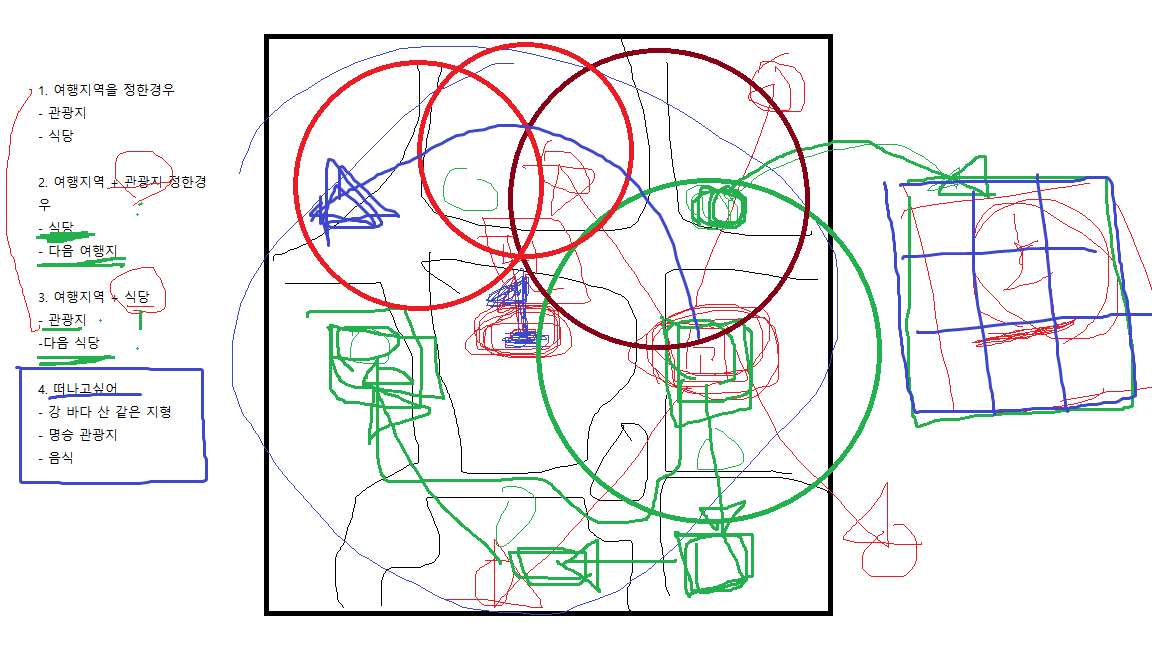 1. 여행지역을 정한경우
- 관광지
- 식당
2. 여행지역 + 관광지 정한경
우
- 식당
- 다음 여행지
3. 여행지역 + 식당
- 관광지
-다음 식당
4. 떠나고싶어
- 강 바다 산 같은 지형
- 명승 관광지
- 음식